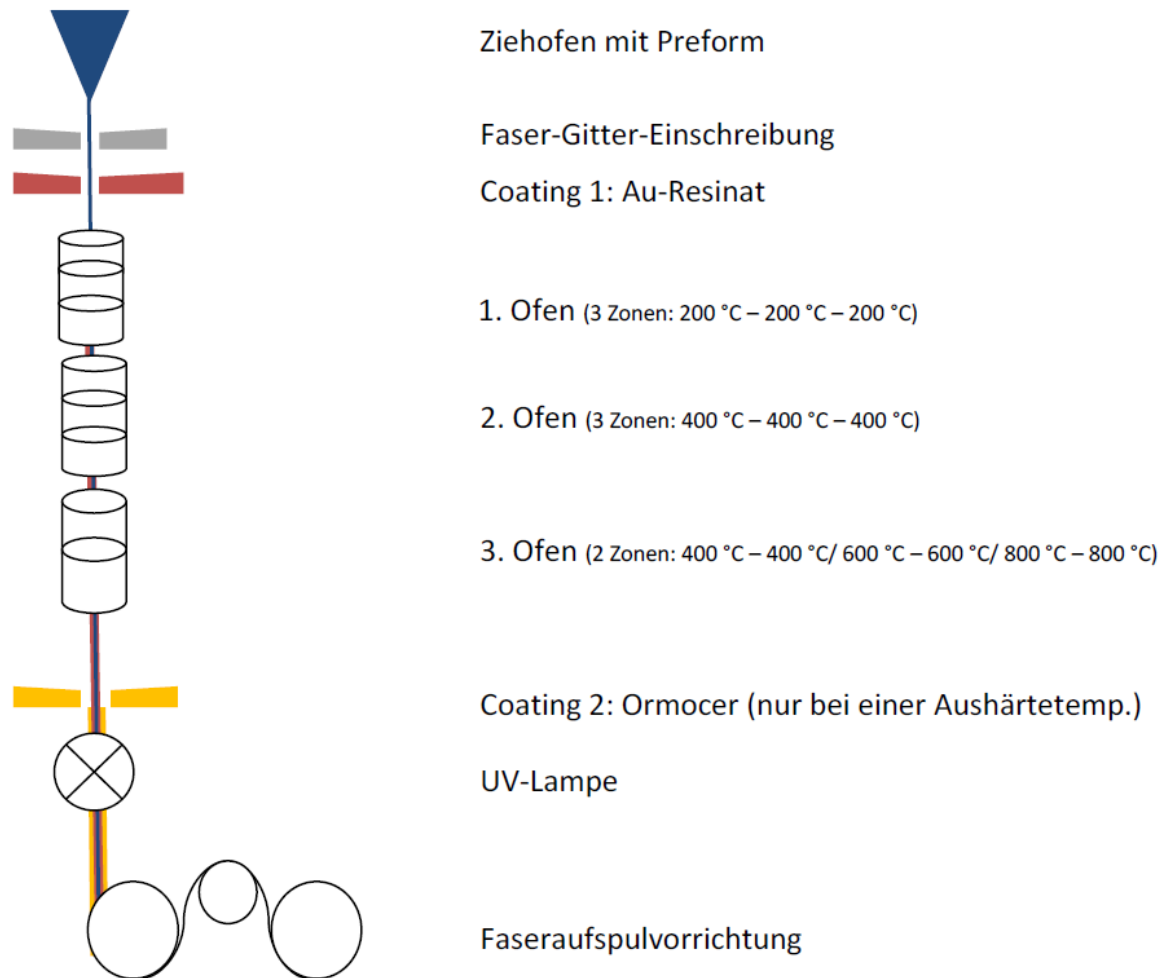 Ziehofen mit Preform
Faser-Gitter-Einschreibung
Coating 1: Au-Resinat
1. Ofen (3 Zonen: 200 °C – 200 °C – 200 °C)
2. Ofen (3 Zonen: 400 °C – 400 °C – 400 °C)
3. Ofen (2 Zonen: 400 °C – 400 °C/ 600 °C – 600 °C/ 800 °C – 800 °C)
Coating 2: Ormocer (nur bei einer Aushärtetemp.)
UV-Lampe
Faseraufspulvorrichtung